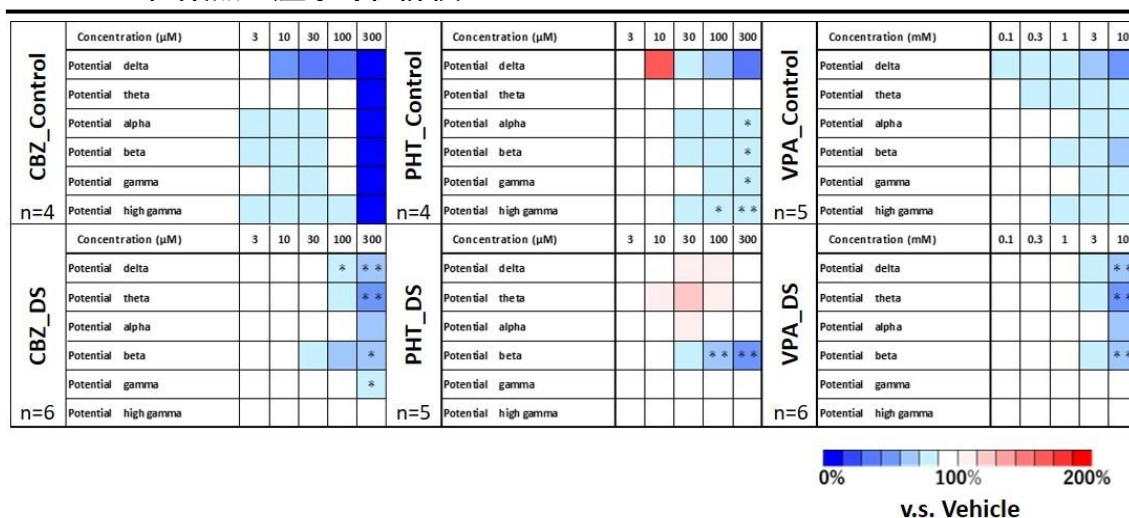 Concentration (µM) 3 10 30 100 300
CBZ_Control
Potential delta
Potential theta
Potential alpha
Potential beta
Potential gamma
Potential high gamma
n=4
Concentration (µM) 3 10 30 100 300
PHT_Control
Potential delta
Potential theta
Potential alpha *
Potential beta *
Potential gamma *
Potential high gamma * **
n=4
Concentration (mM) 0.1 0.3 1 3 10
VPA_Control
Potential delta
Potential theta
Potential alpha
Potential beta
Potential gamma
Potential high gamma
n=5
Concentration (µM) 3 10 30 100 300
CBZ_DS
Potential delta * **
Potential theta **
Potential alpha
Potential beta *
Potential gamma *
Potential high gamma
n=6
Concentration (µM) 3 10 30 100 300
PHT_DS
Potential delta
Potential theta
Potential alpha
Potential beta ** **
Potential gamma
Potential high gamma
n=5
Concentration (mM) 0.1 0.3 1 3 10
VPA_DS
Potential delta **
Potential theta **
Potential alpha
Potential beta **
Potential gamma
Potential high gamma
n=6
0% 100% 200%
v.s. Vehicle